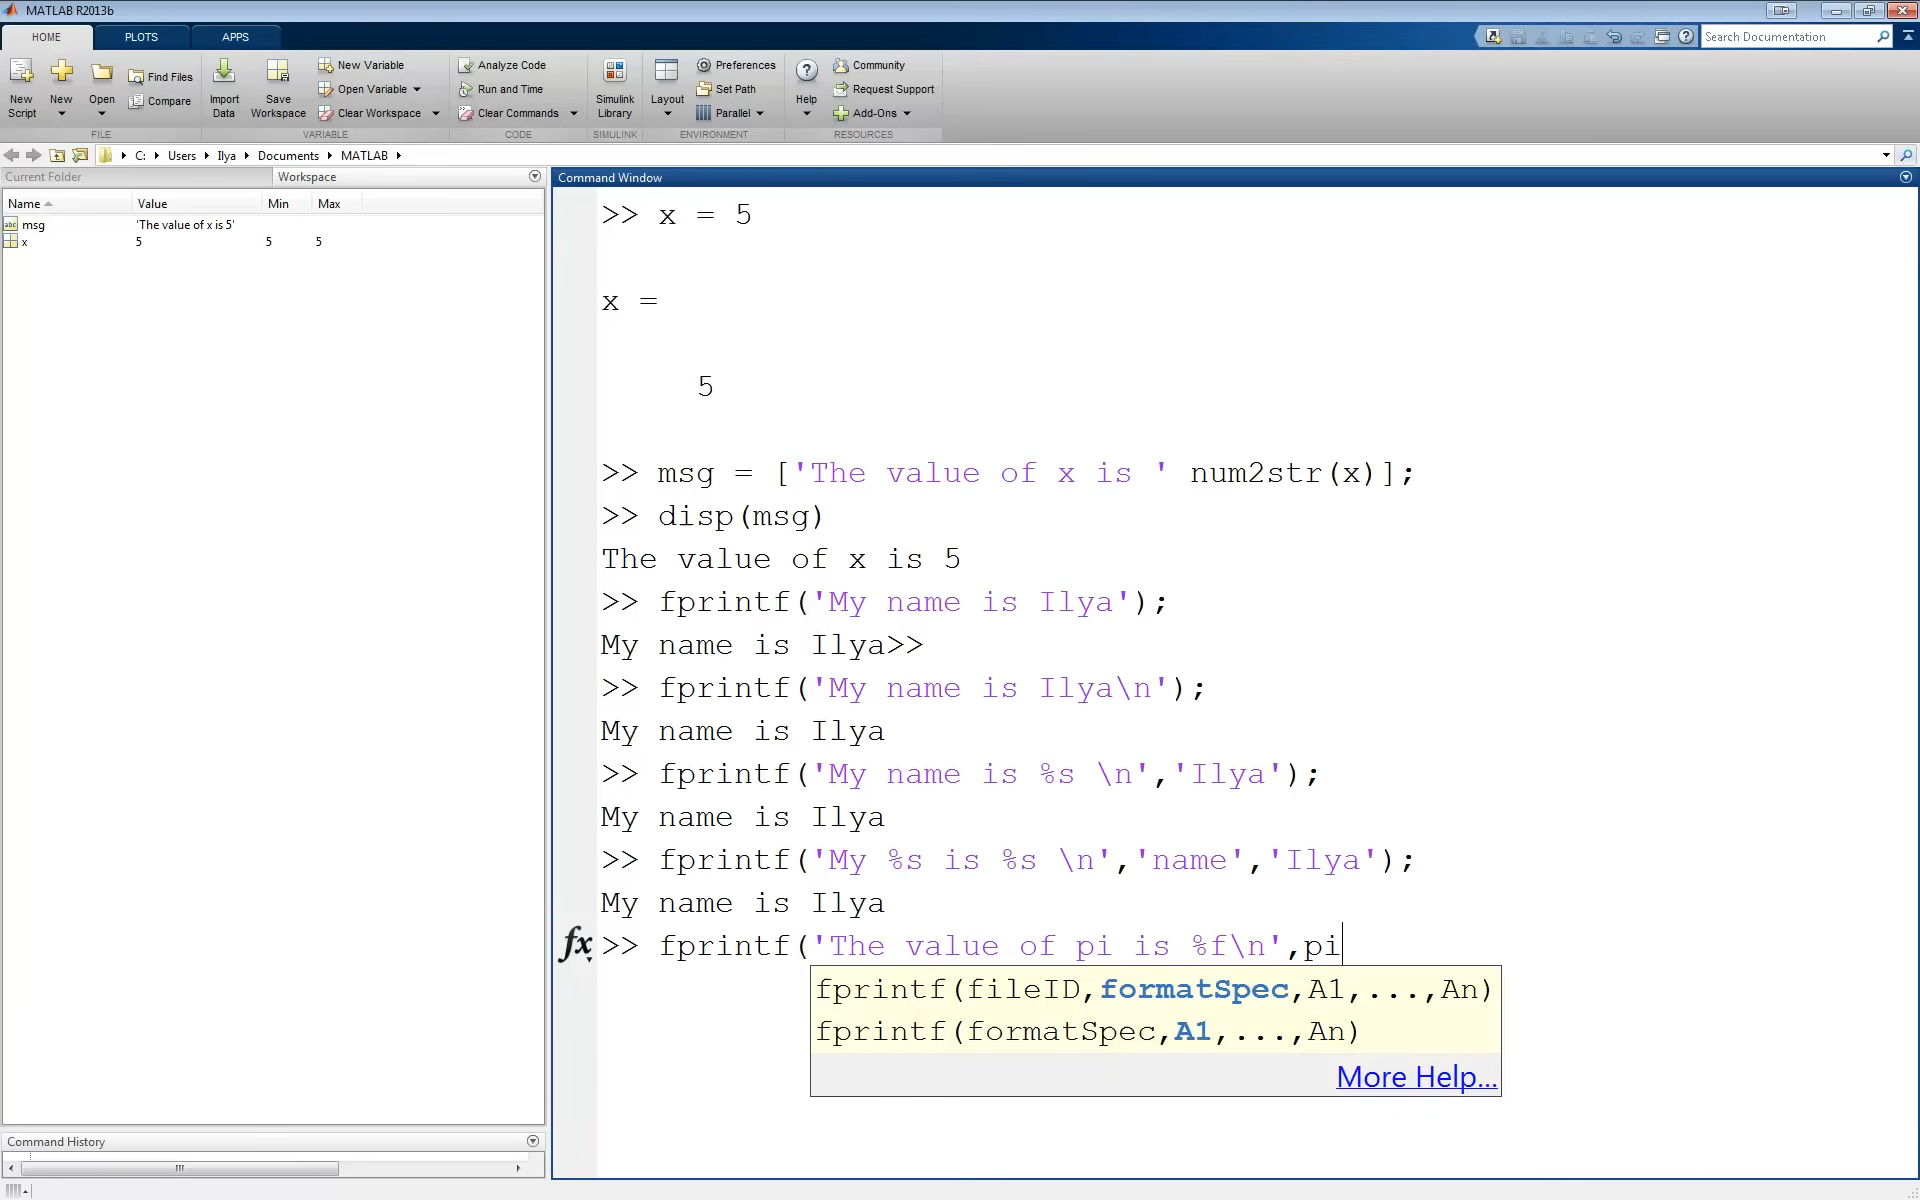 MATLAB R2013b
HOME PLOTS APPS
Search Documentation
New Script
New
Open
Find Files
Compare
Import Data
Save Workspace
New Variable
Open Variable
Clear Workspace
Analyze Code
Run and Time
Clear Commands
Simulink Library
Layout
Preferences
Set Path
Parallel
Help
Community
Request Support
Add-Ons
FILE VARIABLE CODE SIMULINK ENVIRONMENT RESOURCES
C: Users Ilya Documents MATLAB
Current Folder Workspace
Name Value Min Max
abc msg 'The value of x is 5'
x 5 5 5
Command History
Command Window
>> x = 5
x =
5
>> msg = ['The value of x is ' num2str(x)];
>> disp(msg)
The value of x is 5
>> fprintf('My name is Ilya');
My name is Ilya>>
>> fprintf('My name is Ilya\n');
My name is Ilya
>> fprintf('My name is %s \n','Ilya');
My name is Ilya
>> fprintf('My %s is %s \n','name','Ilya');
My name is Ilya
fx >> fprintf('The value of pi is %f\n',pi
fprintf(fileID,formatSpec,A1,...,An)
fprintf(formatSpec,A1,...,An)
More Help...